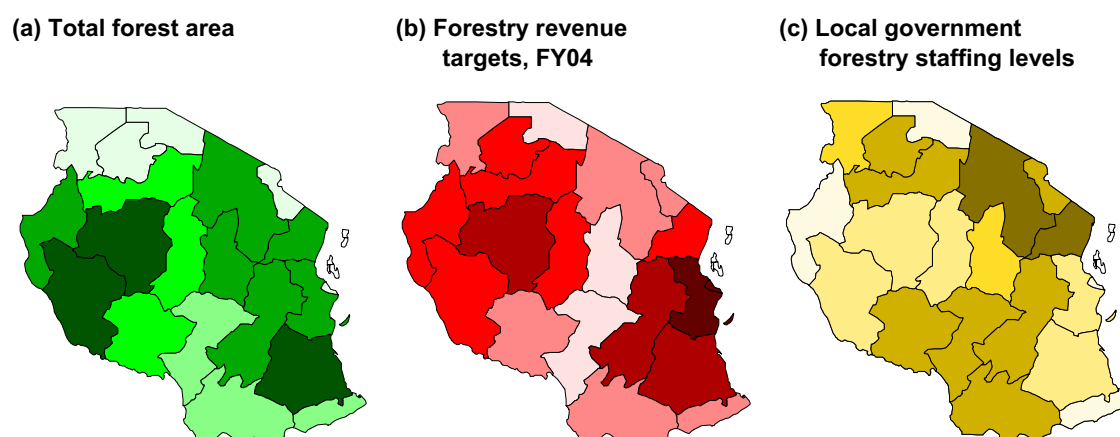 (a) Total forest area
(b) Forestry revenue
targets, FY04
(c) Local government
forestry staffing levels